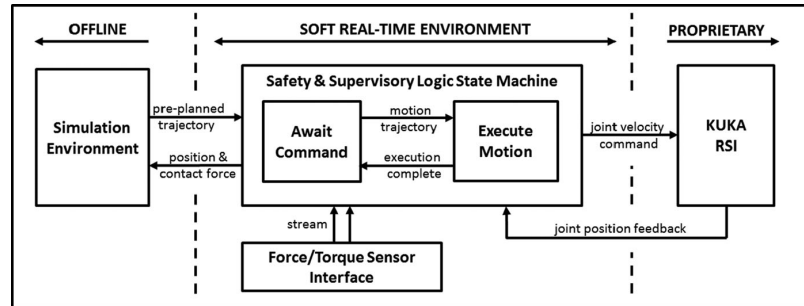 OFFLINE
SOFT REAL-TIME ENVIRONMENT
PROPRIETARY
Simulation
Environment
pre-planned
trajectory
position &
contact force
Safety & Supervisory Logic State Machine
Await
Command
motion
trajectory
execution
complete
Execute
Motion
joint velocity
command
KUKA
RSI
stream
joint position feedback
Force/Torque Sensor
Interface